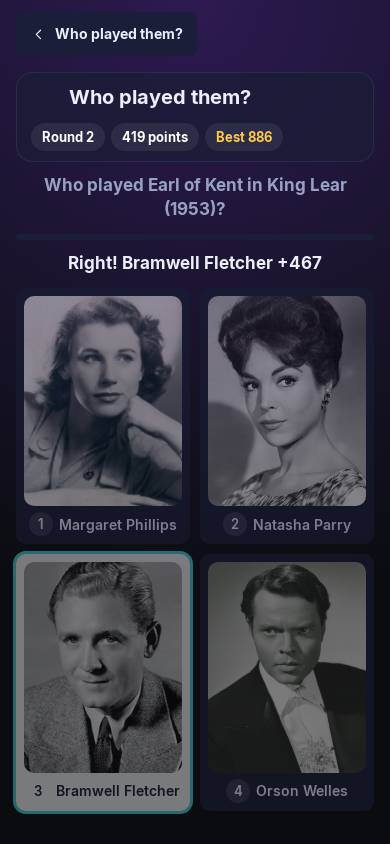 Who played them?
Who played them?
Round 2
419 points
Best 886
Who played Earl of Kent in King Lear
(1953)?
Right! Bramwell Fletcher +467
1 Margaret Phillips
2 Natasha Parry
3 Bramwell Fletcher
4 Orson Welles